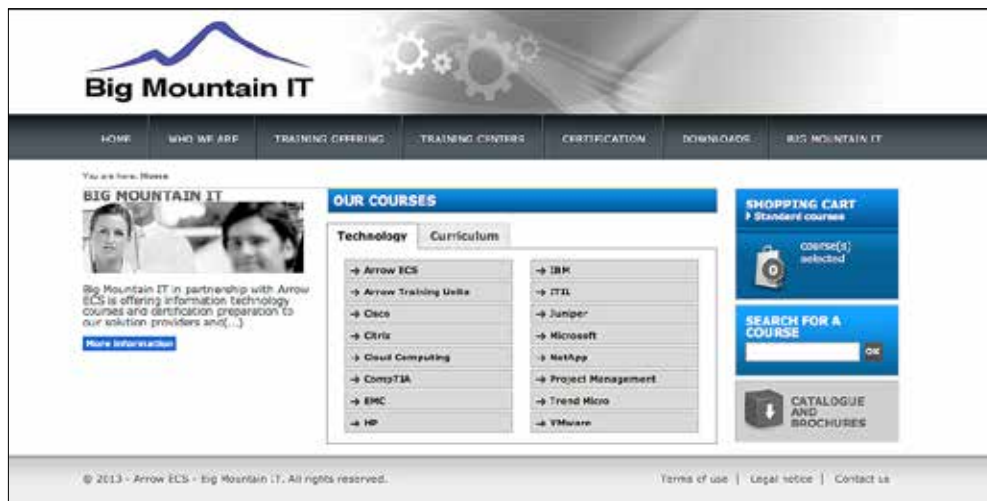 Big Mountain IT
HOME
WHO WE ARE
TRAINING OFFERING
TRAINING CENTERS
CERTIFICATION
DOWNLOADS
BIG MOUNTAIN IT
You are here: Home
BIG MOUNTAIN IT
Big Mountain IT in partnership with Arrow
ECS is offering information technology
courses and certification preparation to
our solution providers and(...)
More Information
OUR COURSES
Technology
Curriculum
→ Arrow ECS
→ Arrow Training Units
→ Cisco
→ Citrix
→ Cloud Computing
→ CompTIA
→ EMC
→ HP
→ IBM
→ ITIL
→ Juniper
→ Microsoft
→ NetApp
→ Project Management
→ Trend Micro
→ VMware
SHOPPING CART
Standard courses
0
course(s)
selected
SEARCH FOR A
COURSE
OK
CATALOGUE
AND
BROCHURES
© 2013 - Arrow ECS - Big Mountain IT. All rights reserved.
Terms of use | Legal notice | Contact us